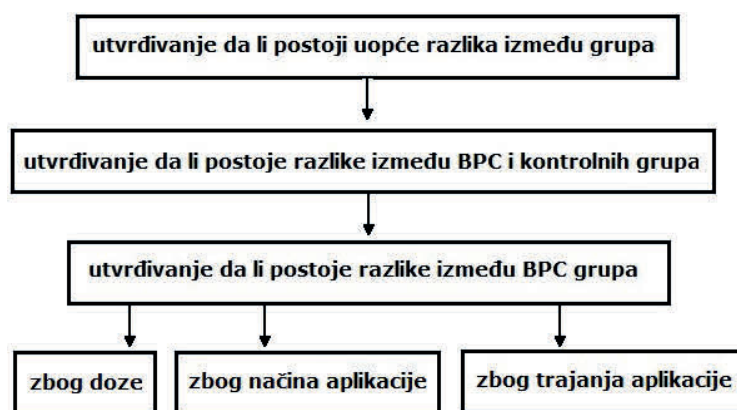 utvrđivanje da li postoji uopće razlika između grupa
utvrđivanje da li postoje razlike između BPC i kontrolnih grupa
utvrđivanje da li postoje razlike između BPC grupa
zbog doze
zbog načina aplikacije
zbog trajanja aplikacije